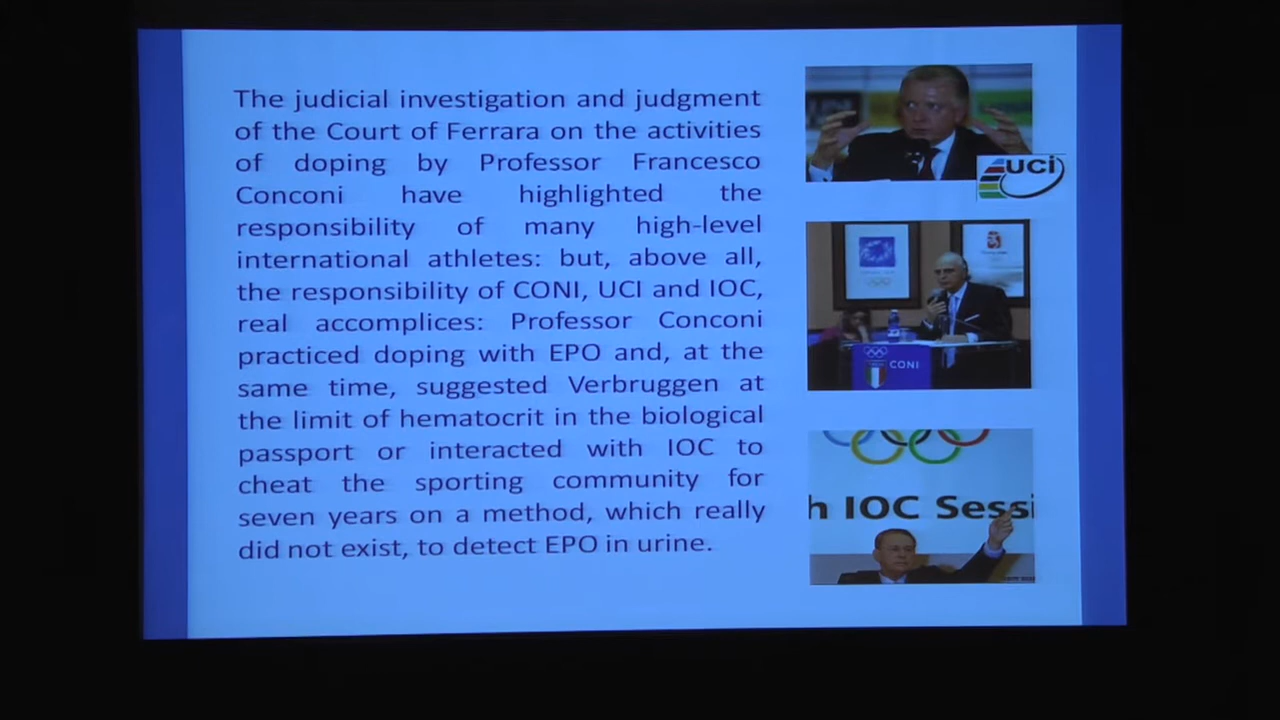 The judicial investigation and judgment
of the Court of Ferrara on the activities
of doping by Professor Francesco
Conconi have highlighted the
responsibility of many high-level
international athletes: but, above all,
the responsibility of CONI, UCI and IOC,
real accomplices: Professor Conconi
practiced doping with EPO and, at the
same time, suggested Verbruggen at
the limit of hematocrit in the biological
passport or interacted with IOC to
cheat the sporting community for
seven years on a method, which really
did not exist, to detect EPO in urine.
UCi
CONI
h IOC Sessi